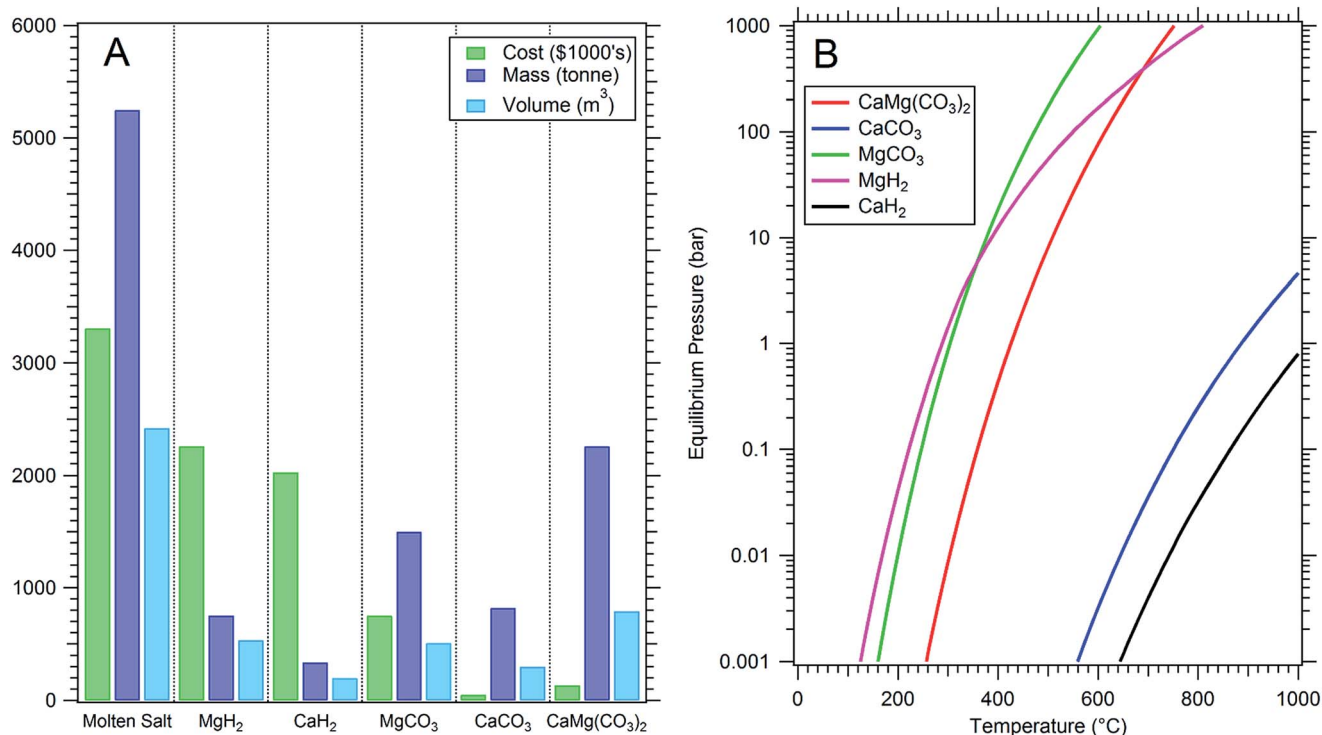 A
Cost ($1000's)
Mass (tonne)
Volume (m³)
6000
5000
4000
3000
2000
1000
0
Molten Salt
MgH₂
CaH₂
MgCO₃
CaCO₃
CaMg(CO₃)₂
B
CaMg(CO₃)₂
CaCO₃
MgCO₃
MgH₂
CaH₂
Equilibrium Pressure (bar)
1000
100
10
1
0.1
0.01
0.001
0
200
400
600
800
1000
Temperature (°C)